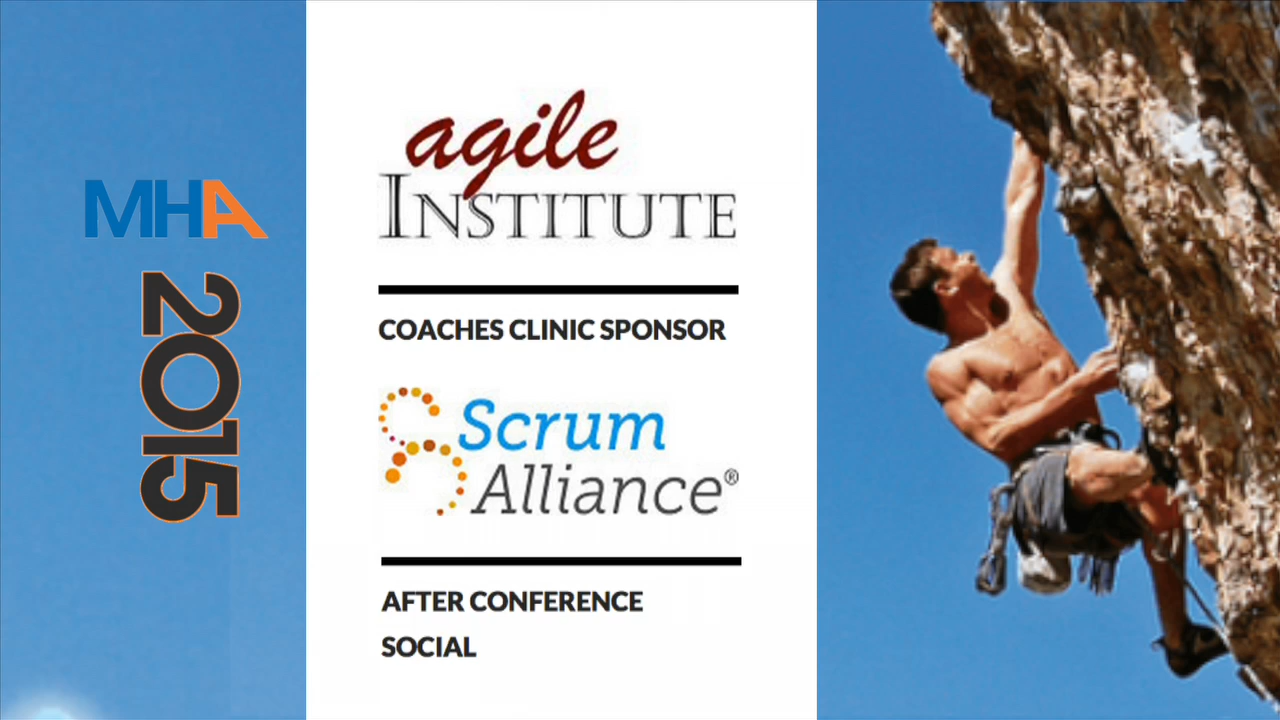 MHA
2015
agile
INSTITUTE
COACHES CLINIC SPONSOR
Scrum
Alliance®
AFTER CONFERENCE
SOCIAL